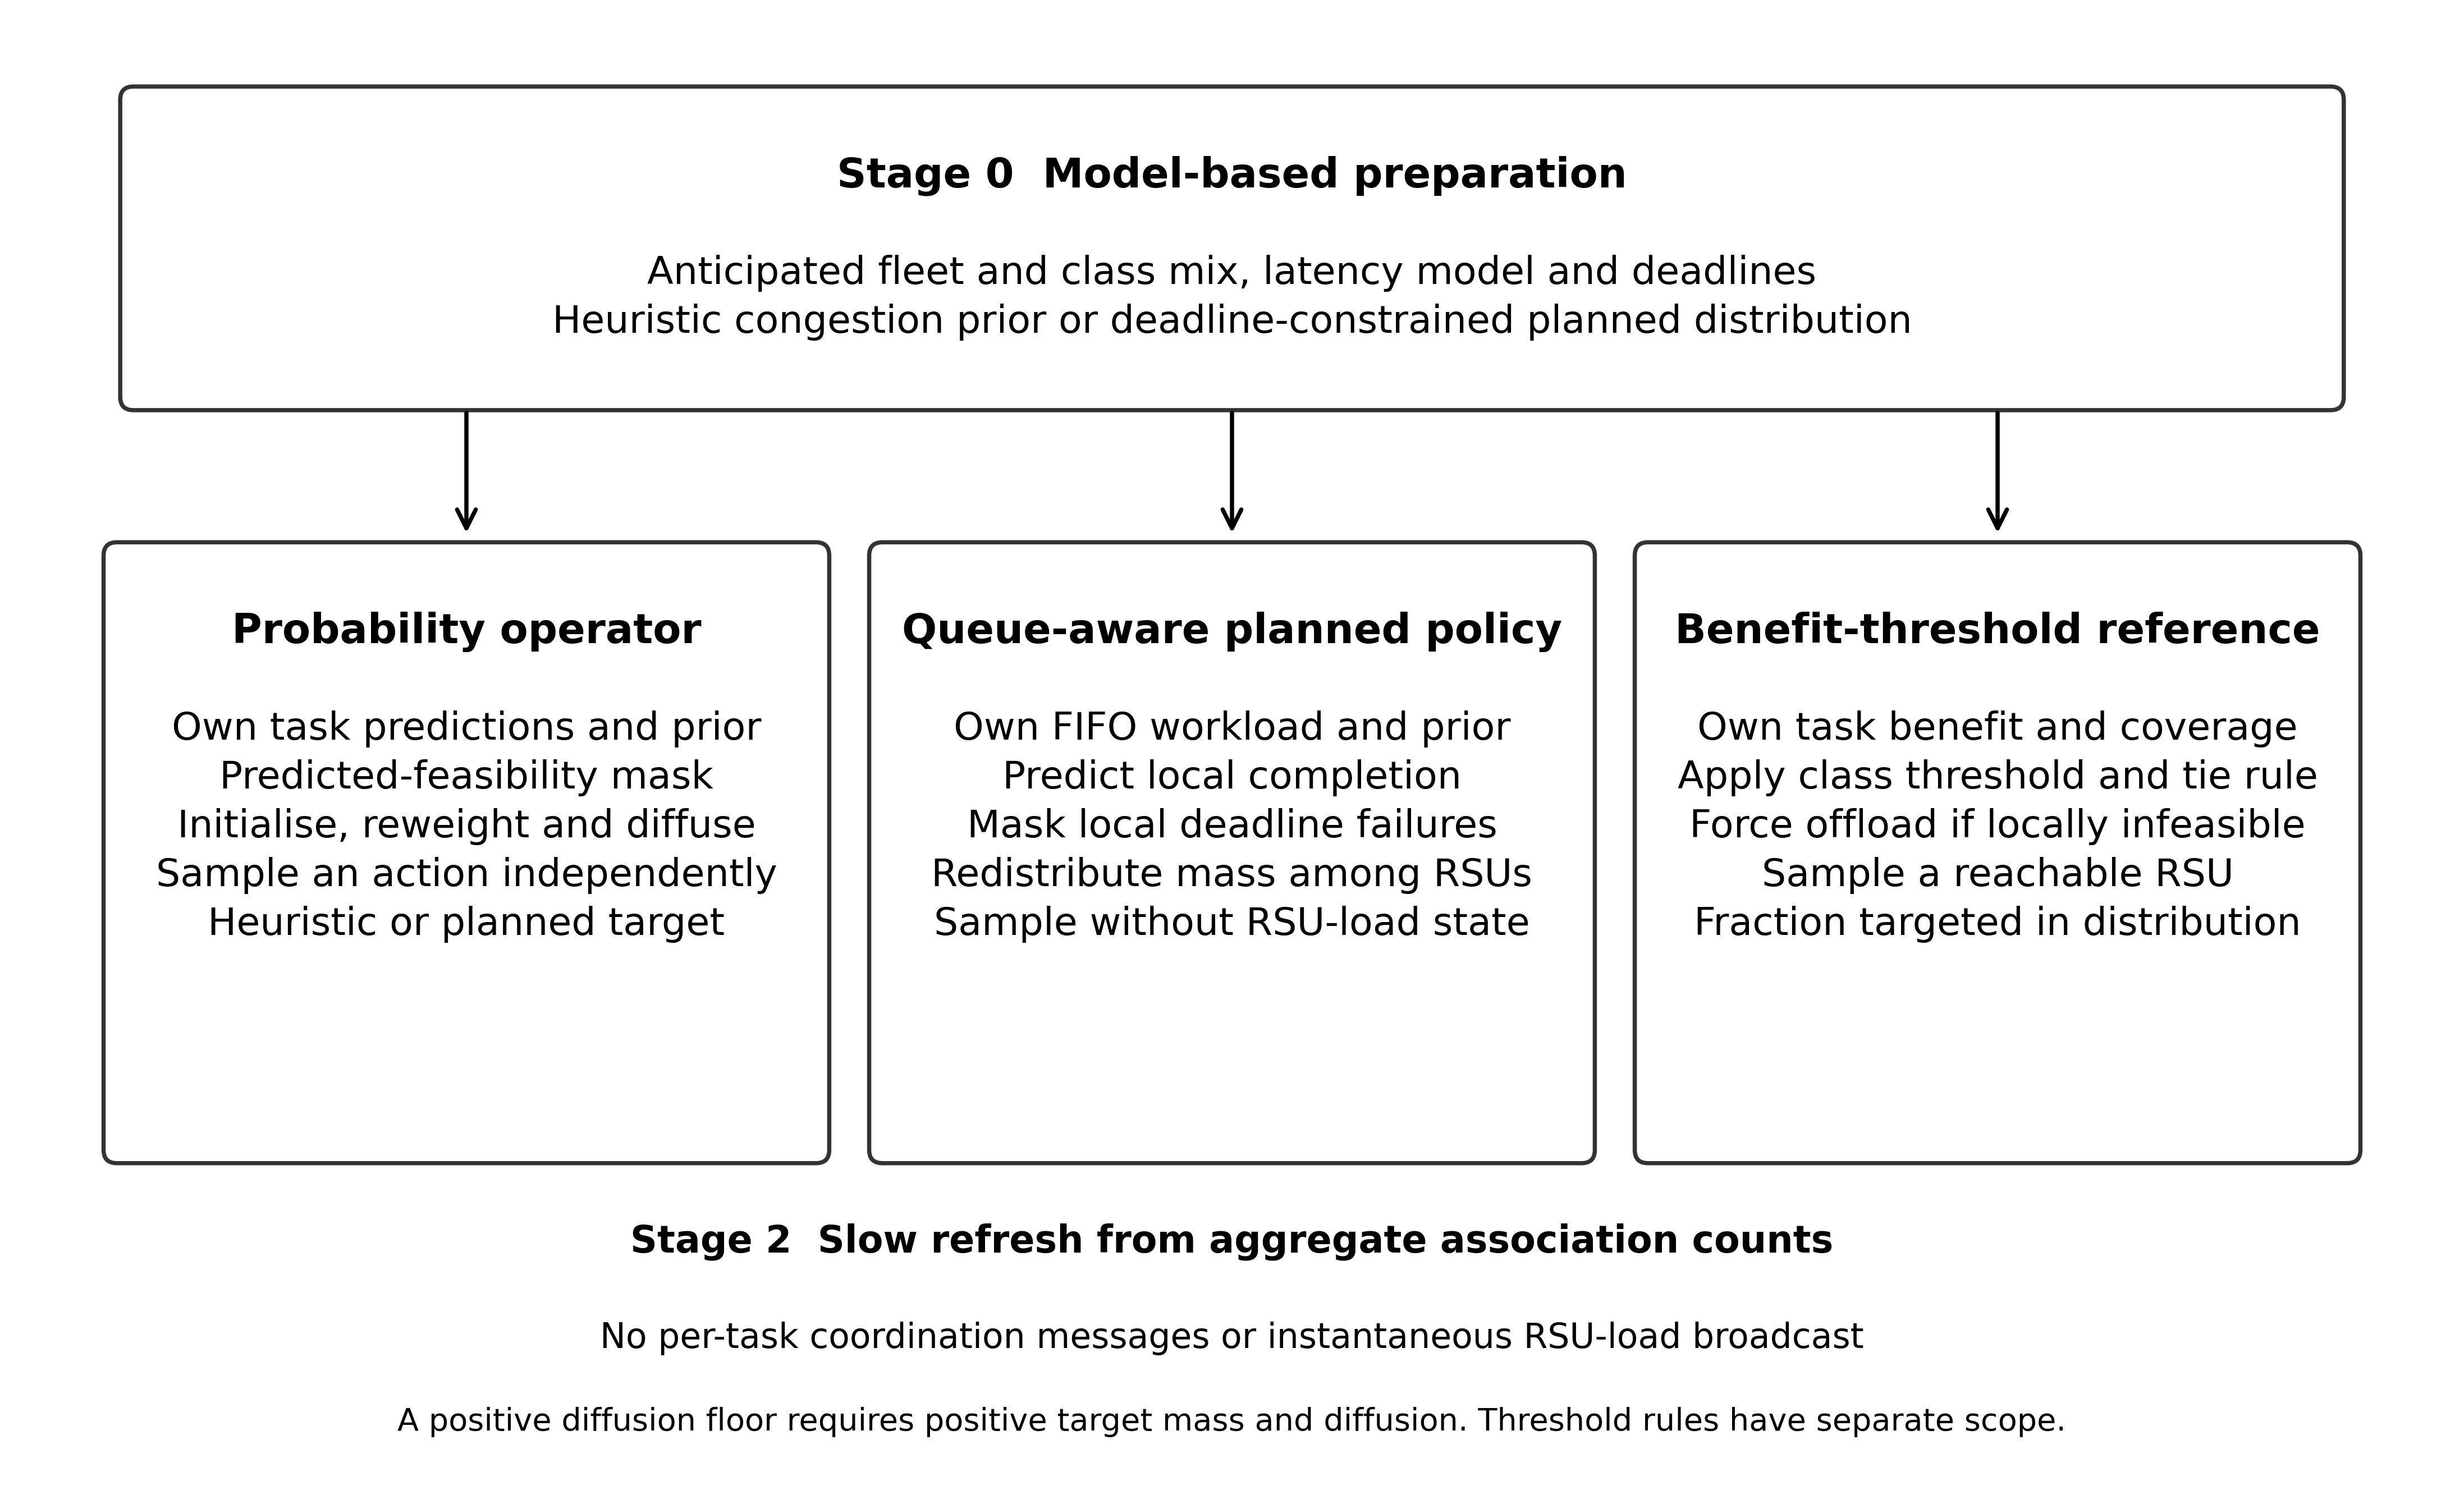 Stage 0  Model-based preparation
Anticipated fleet and class mix, latency model and deadlines
Heuristic congestion prior or deadline-constrained planned distribution
Probability operator
Own task predictions and prior
Predicted-feasibility mask
Initialise, reweight and diffuse
Sample an action independently
Heuristic or planned target
Queue-aware planned policy
Own FIFO workload and prior
Predict local completion
Mask local deadline failures
Redistribute mass among RSUs
Sample without RSU-load state
Benefit-threshold reference
Own task benefit and coverage
Apply class threshold and tie rule
Force offload if locally infeasible
Sample a reachable RSU
Fraction targeted in distribution
Stage 2  Slow refresh from aggregate association counts
No per-task coordination messages or instantaneous RSU-load broadcast
A positive diffusion floor requires positive target mass and diffusion. Threshold rules have separate scope.